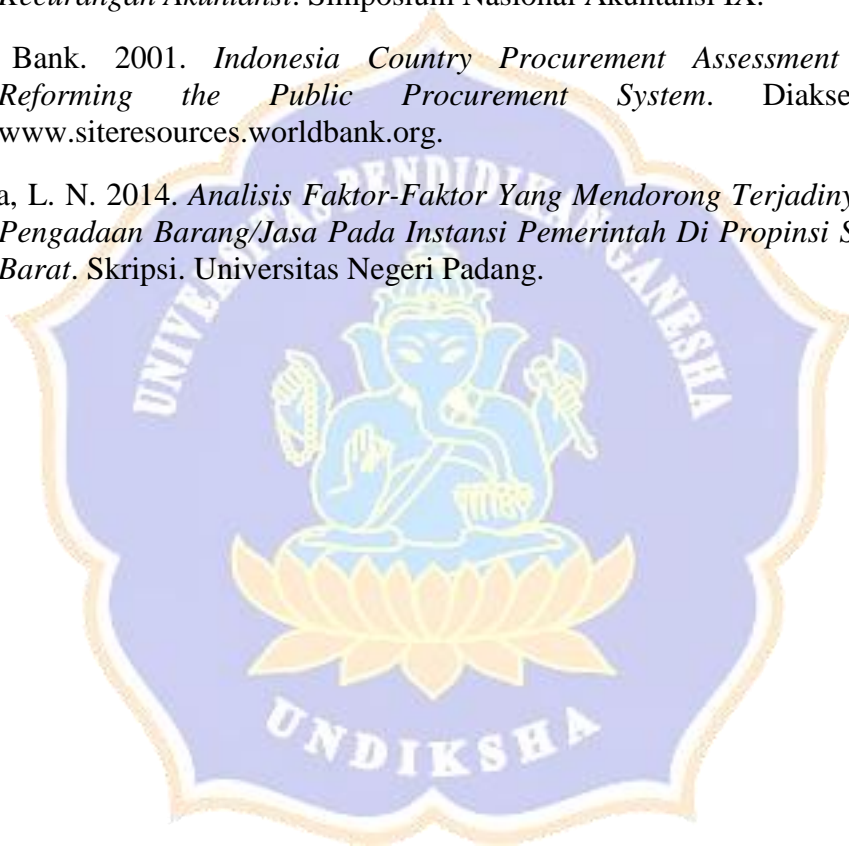 Kecurangan Akuntansi. Simposium Nasional Akuntansi IX.
Bank. 2001. Indonesia Country Procurement Assessment
Reforming the Public Procurement System. Diakse
www.siteresources.worldbank.org.
a, L. N. 2014. Analisis Faktor-Faktor Yang Mendorong Terjadiny
Pengadaan Barang/Jasa Pada Instansi Pemerintah Di Propinsi S
Barat. Skripsi. Universitas Negeri Padang.
UNIVERSITAS PENDIDIKAN GANESHA
UNDIKSHA